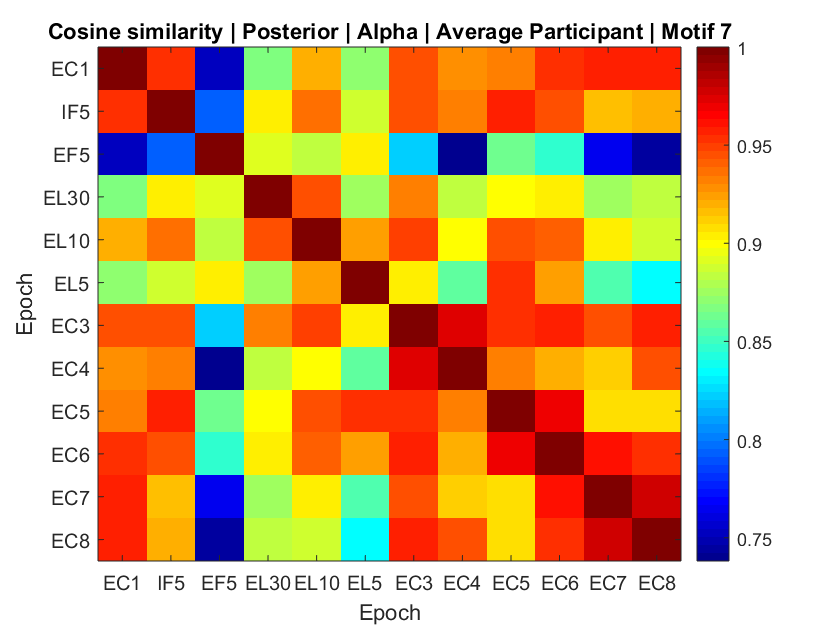 Cosine similarity | Posterior | Alpha | Average Participant | Motif 7
EC1
IF5
EF5
EL30
EL10
EL5
EC3
EC4
EC5
EC6
EC7
EC8
Epoch
EC1 IF5 EF5 EL30 EL10 EL5 EC3 EC4 EC5 EC6 EC7 EC8
Epoch
1
0.95
0.9
0.85
0.8
0.75